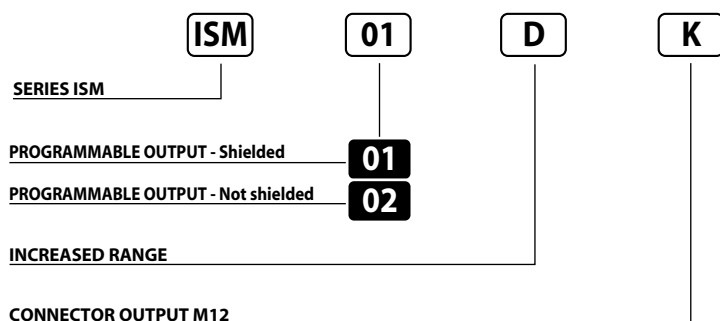 ISM 01 D K
SERIES ISM
PROGRAMMABLE OUTPUT - Shielded 01
PROGRAMMABLE OUTPUT - Not shielded 02
INCREASED RANGE
CONNECTOR OUTPUT M12